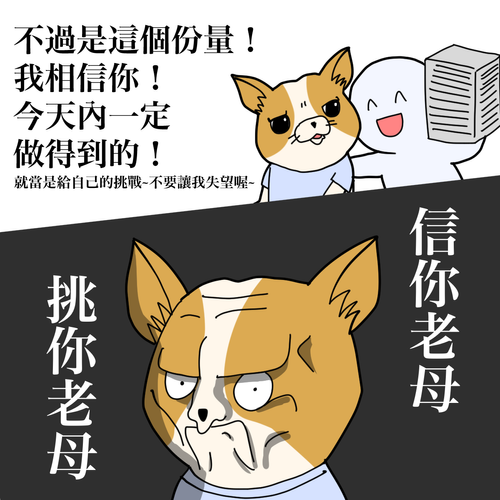 不過是這個份量！
我相信你！
今天內一定
做得到的！
就當是給自己的挑戰~不要讓我失望喔~
信你老母
挑你老母